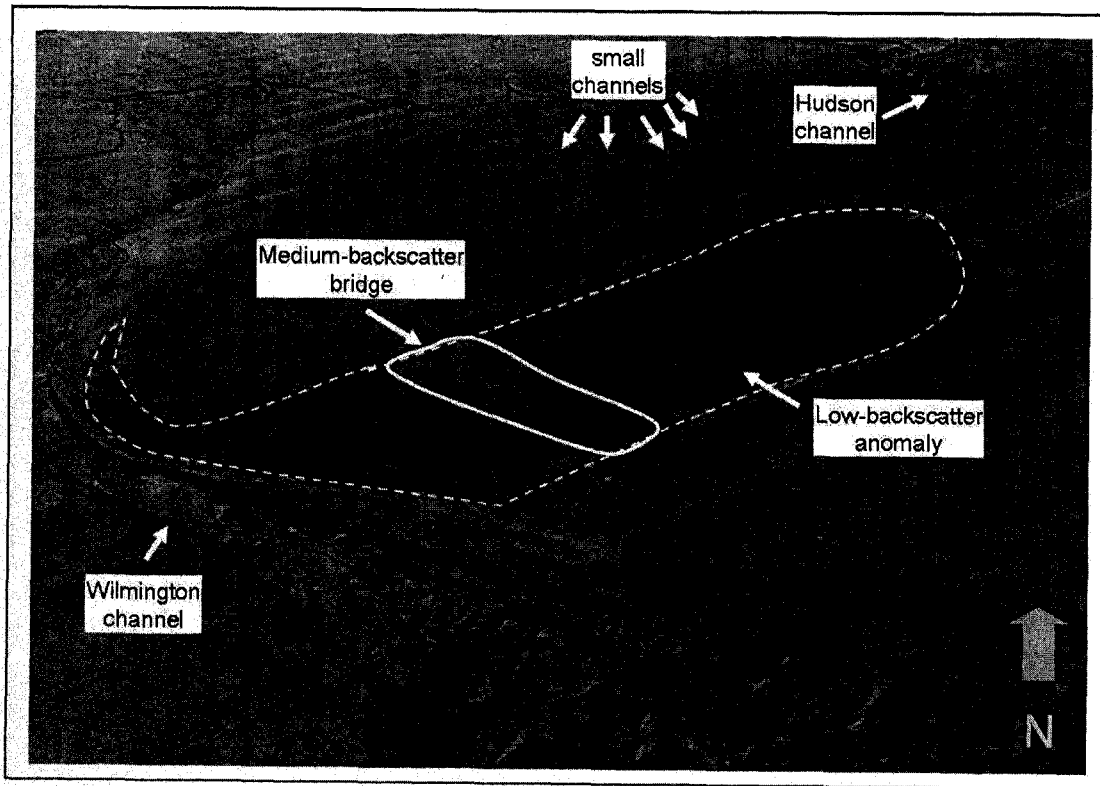 small
channels
Hudson
channel
Medium-backscatter
bridge
Low-backscatter
anomaly
Wilmington
channel
N